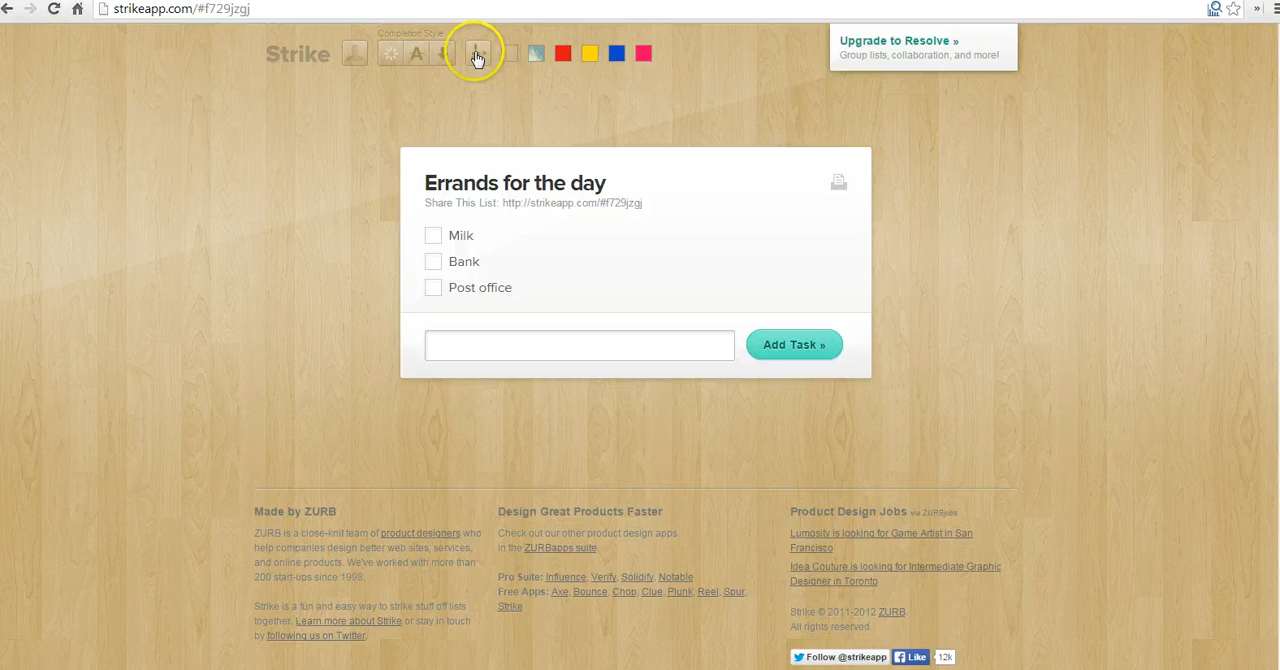 strikeapp.com/#f729jzgj
Completion Style
Strike
A
Upgrade to Resolve »
Group lists, collaboration, and more!
Errands for the day
Share This List: http://strikeapp.com/#f729jzgj
Milk
Bank
Post office
Add Task »
Made by ZURB
ZURB is a close-knit team of product designers who
help companies design better web sites, services,
and online products. We've worked with more than
200 start-ups since 1998.
Strike is a fun and easy way to strike stuff off lists
together. Learn more about Strike or stay in touch
by following us on Twitter.
Design Great Products Faster
Check out our other product design apps
in the ZURBapps suite
Pro Suite: Influence, Verify, Solidify, Notable
Free Apps: Axe, Bounce, Chop, Clue, Plunk, Reel, Spur,
Strike
Product Design Jobs via ZURBjobs
Lumosity is looking for Game Artist in San
Francisco
Idea Couture is looking for Intermediate Graphic
Designer in Toronto
Strike © 2011-2012 ZURB.
All rights reserved.
Follow @strikeapp
Like
12k